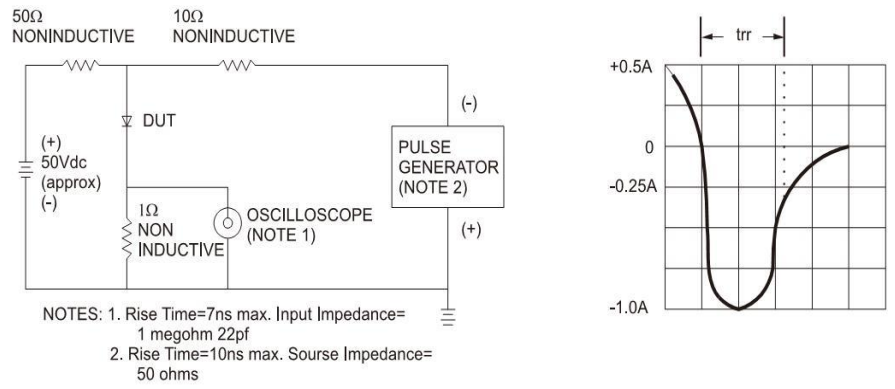 50Ω
NONINDUCTIVE
10Ω
NONINDUCTIVE
DUT
(+)
50Vdc
(approx)
(-)
1Ω
NON
INDUCTIVE
OSCILLOSCOPE
(NOTE 1)
(-)
PULSE
GENERATOR
(NOTE 2)
(+)
NOTES: 1. Rise Time=7ns max. Input Impedance=
1 megohm 22pf
2. Rise Time=10ns max. Sourse Impedance=
50 ohms
trr
+0.5A
0
-0.25A
-1.0A